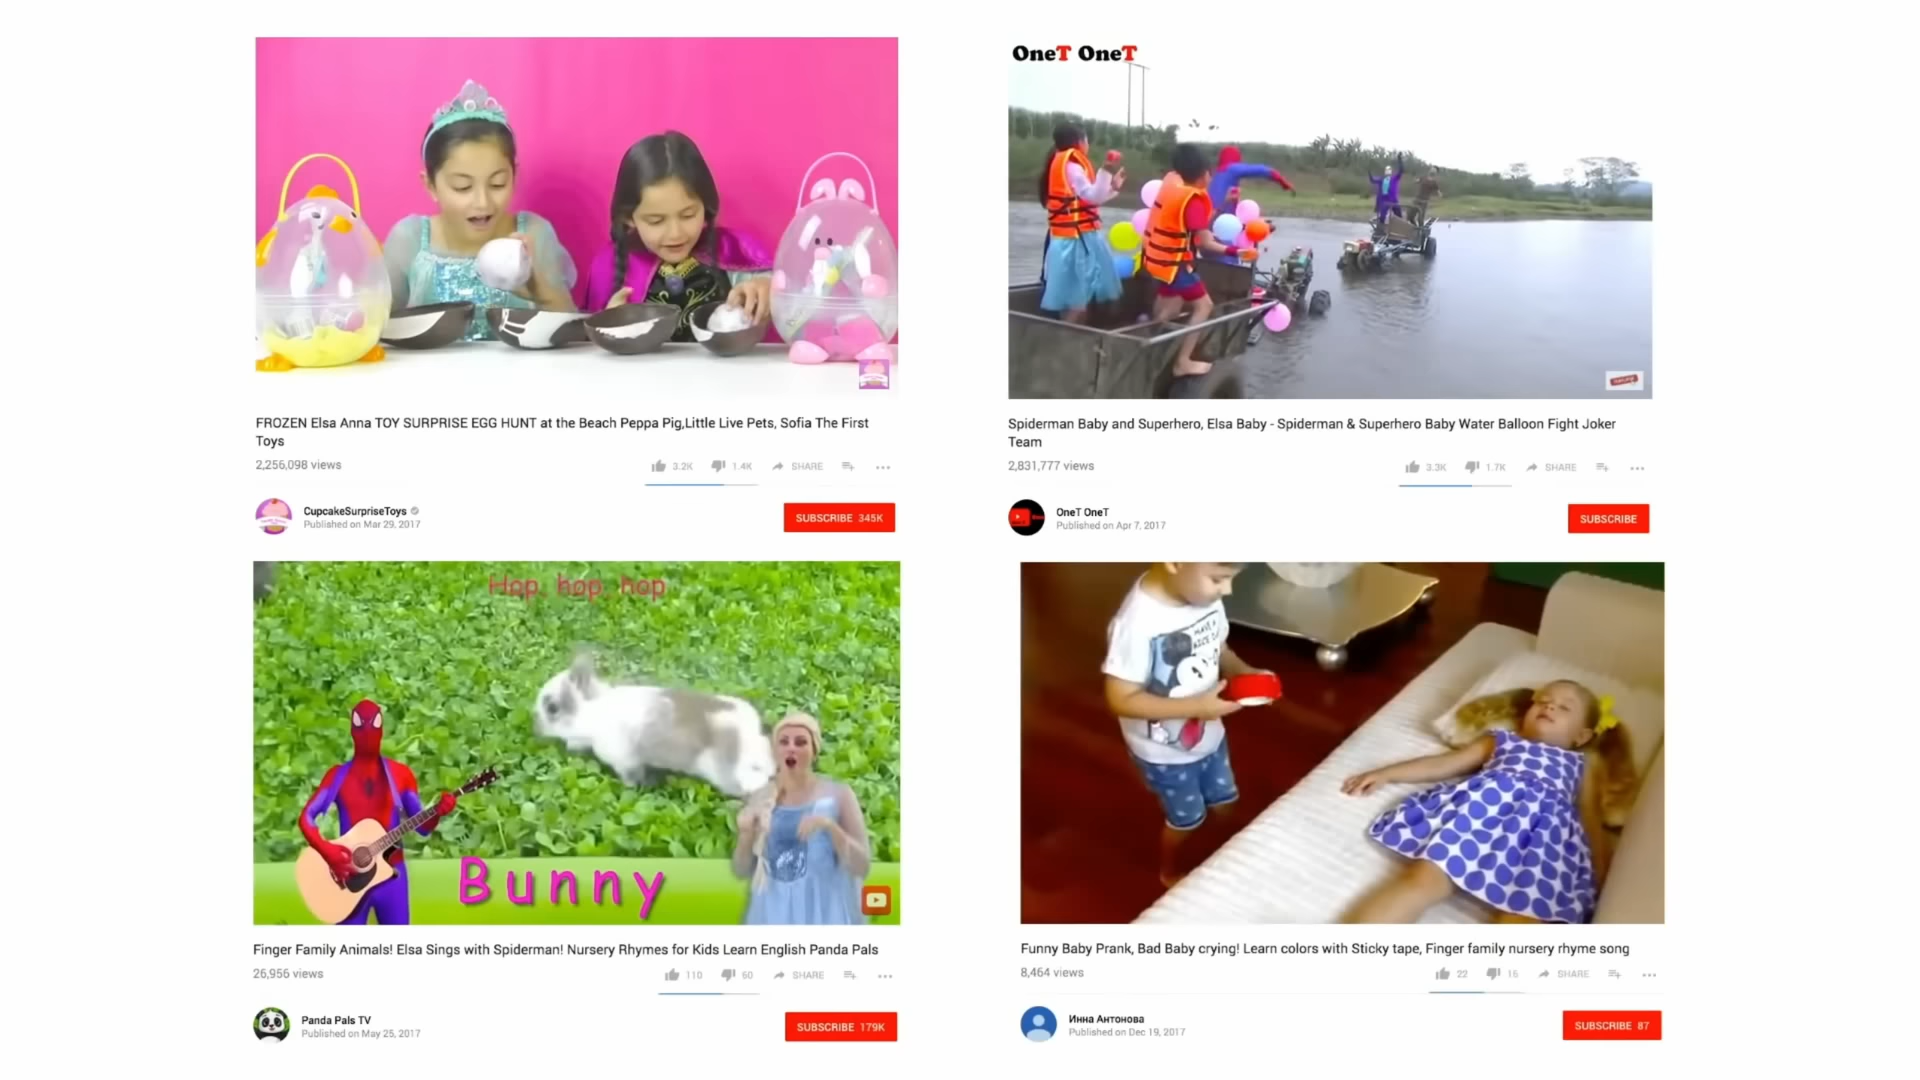 FROZEN Elsa Anna TOY SURPRISE EGG HUNT at the Beach Peppa Pig,Little Live Pets, Sofia The First
Toys
2,256,098 views
3.2K 1.4K SHARE
CupcakeSurpriseToys
Published on Mar 29, 2017
SUBSCRIBE 345K
OneT OneT
Spiderman Baby and Superhero, Elsa Baby - Spiderman & Superhero Baby Water Balloon Fight Joker
Team
2,831,777 views
3.3K 1.7K SHARE
OneT OneT
Published on Apr 7, 2017
SUBSCRIBE
Hop, hop, hop
Bunny
Finger Family Animals! Elsa Sings with Spiderman! Nursery Rhymes for Kids Learn English Panda Pals
26,956 views
110 60 SHARE
Panda Pals TV
Published on May 25, 2017
SUBSCRIBE 179K
Funny Baby Prank, Bad Baby crying! Learn colors with Sticky tape, Finger family nursery rhyme song
8,464 views
22 16 SHARE
Инна Антонова
Published on Dec 19, 2017
SUBSCRIBE 87